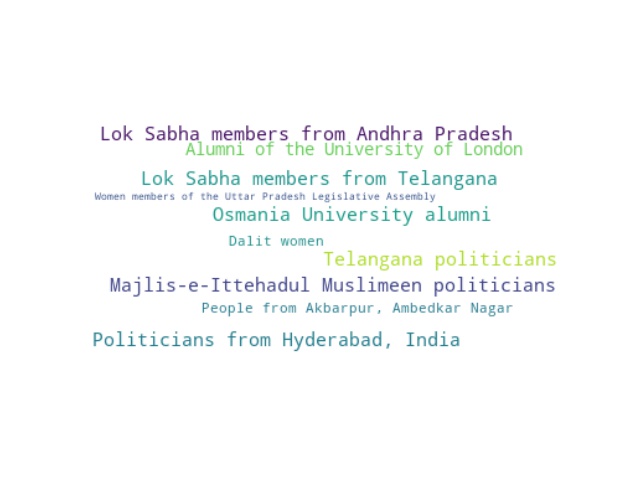 Lok Sabha members from Andhra Pradesh
Alumni of the University of London
Lok Sabha members from Telangana
Women members of the Uttar Pradesh Legislative Assembly
Osmania University alumni
Dalit women
Telangana politicians
Majlis-e-Ittehadul Muslimeen politicians
People from Akbarpur, Ambedkar Nagar
Politicians from Hyderabad, India